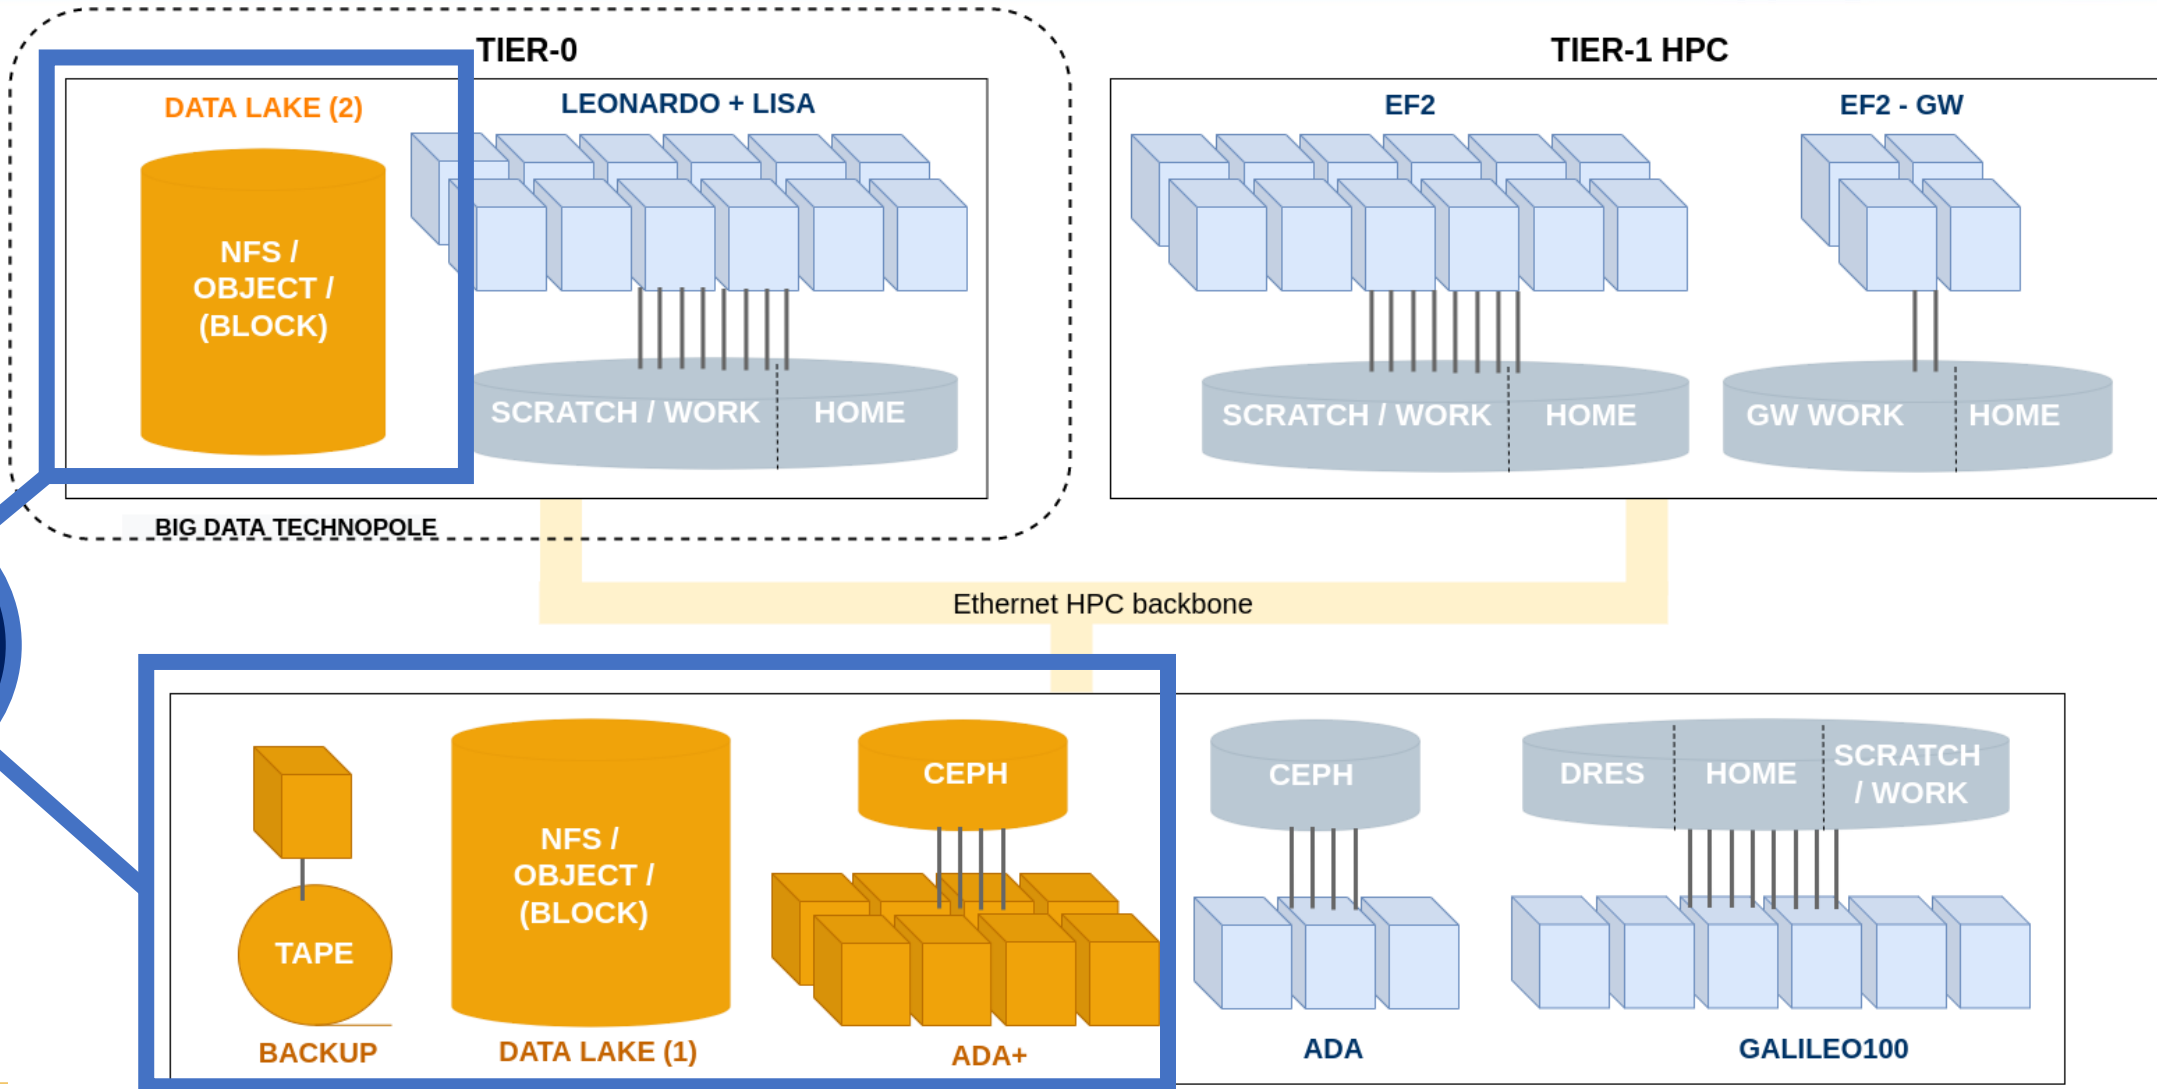 TIER-0
TIER-1 HPC
DATA LAKE (2)
LEONARDO + LISA
EF2
EF2 - GW
NFS /
OBJECT /
(BLOCK)
SCRATCH / WORK
HOME
SCRATCH / WORK
HOME
GW WORK
HOME
BIG DATA TECHNOPOLE
Ethernet HPC backbone
TAPE
BACKUP
NFS /
OBJECT /
(BLOCK)
DATA LAKE (1)
CEPH
ADA+
CEPH
ADA
DRES
HOME
SCRATCH
/ WORK
GALILEO100